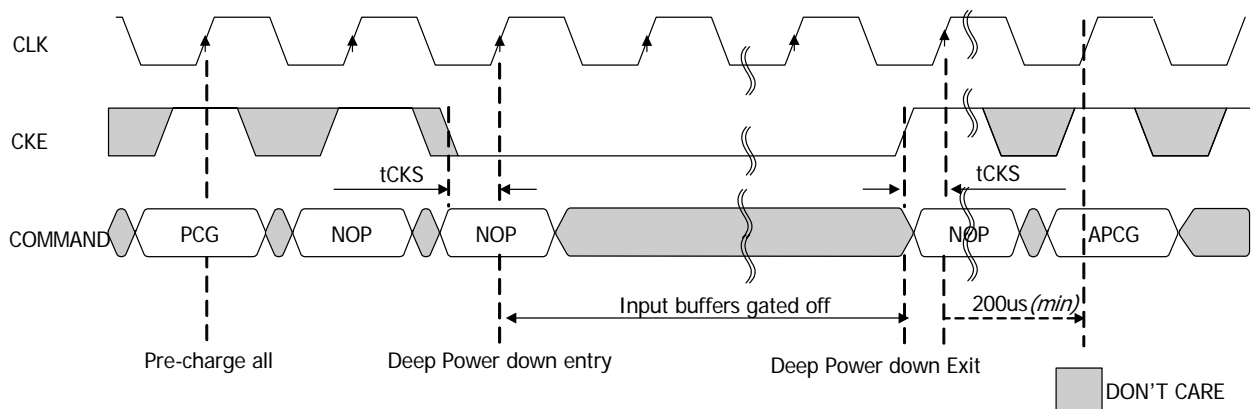 CLK
CKE
tCKS
tCKS
COMMAND
PCG
NOP
NOP
NOP
APCG
Input buffers gated off
200us(min)
Pre-charge all
Deep Power down entry
Deep Power down Exit
DON'T CARE